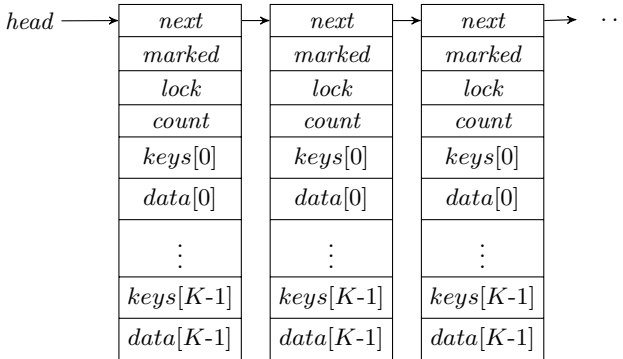 head next next next ··
marked marked marked
lock lock lock
count count count
keys[0] keys[0] keys[0]
data[0] data[0] data[0]
⋮ ⋮ ⋮
keys[K-1] keys[K-1] keys[K-1]
data[K-1] data[K-1] data[K-1]